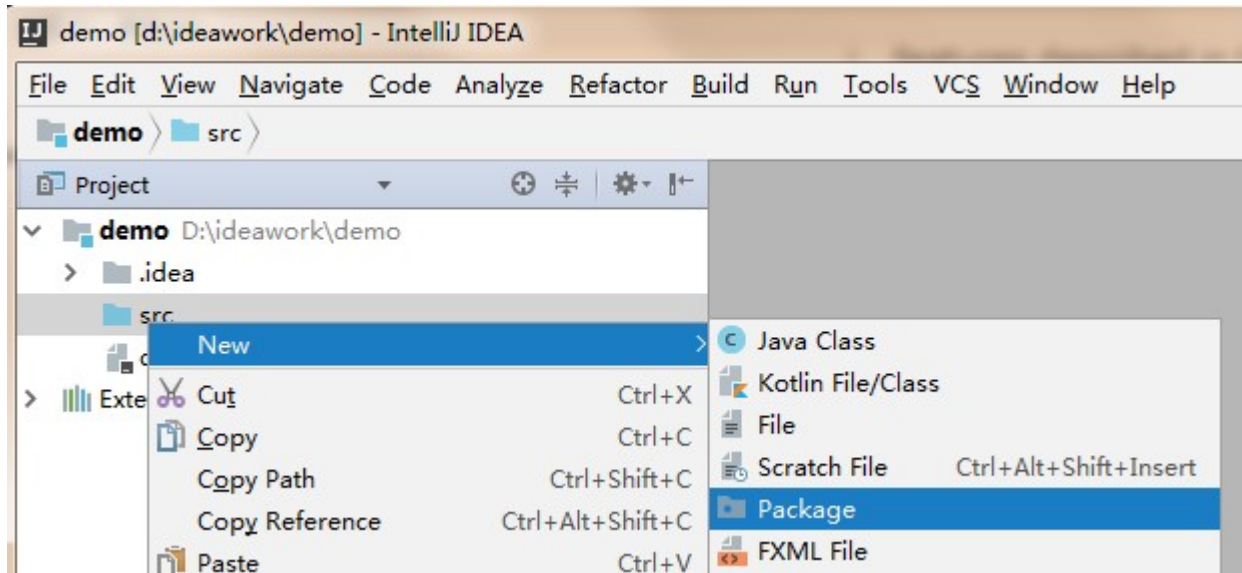 demo [d:\ideawork\demo] - IntelliJ IDEA
File Edit View Navigate Code Analyze Refactor Build Run Tools VCS Window Help
demo src
Project
demo D:\ideawork\demo
.idea
src
New
Java Class
Kotlin File/Class
Exte
Cut Ctrl+X
File
Copy Ctrl+C
Scratch File Ctrl+Alt+Shift+Insert
Copy Path Ctrl+Shift+C
Package
Copy Reference Ctrl+Alt+Shift+C
FXML File
Paste Ctrl+V